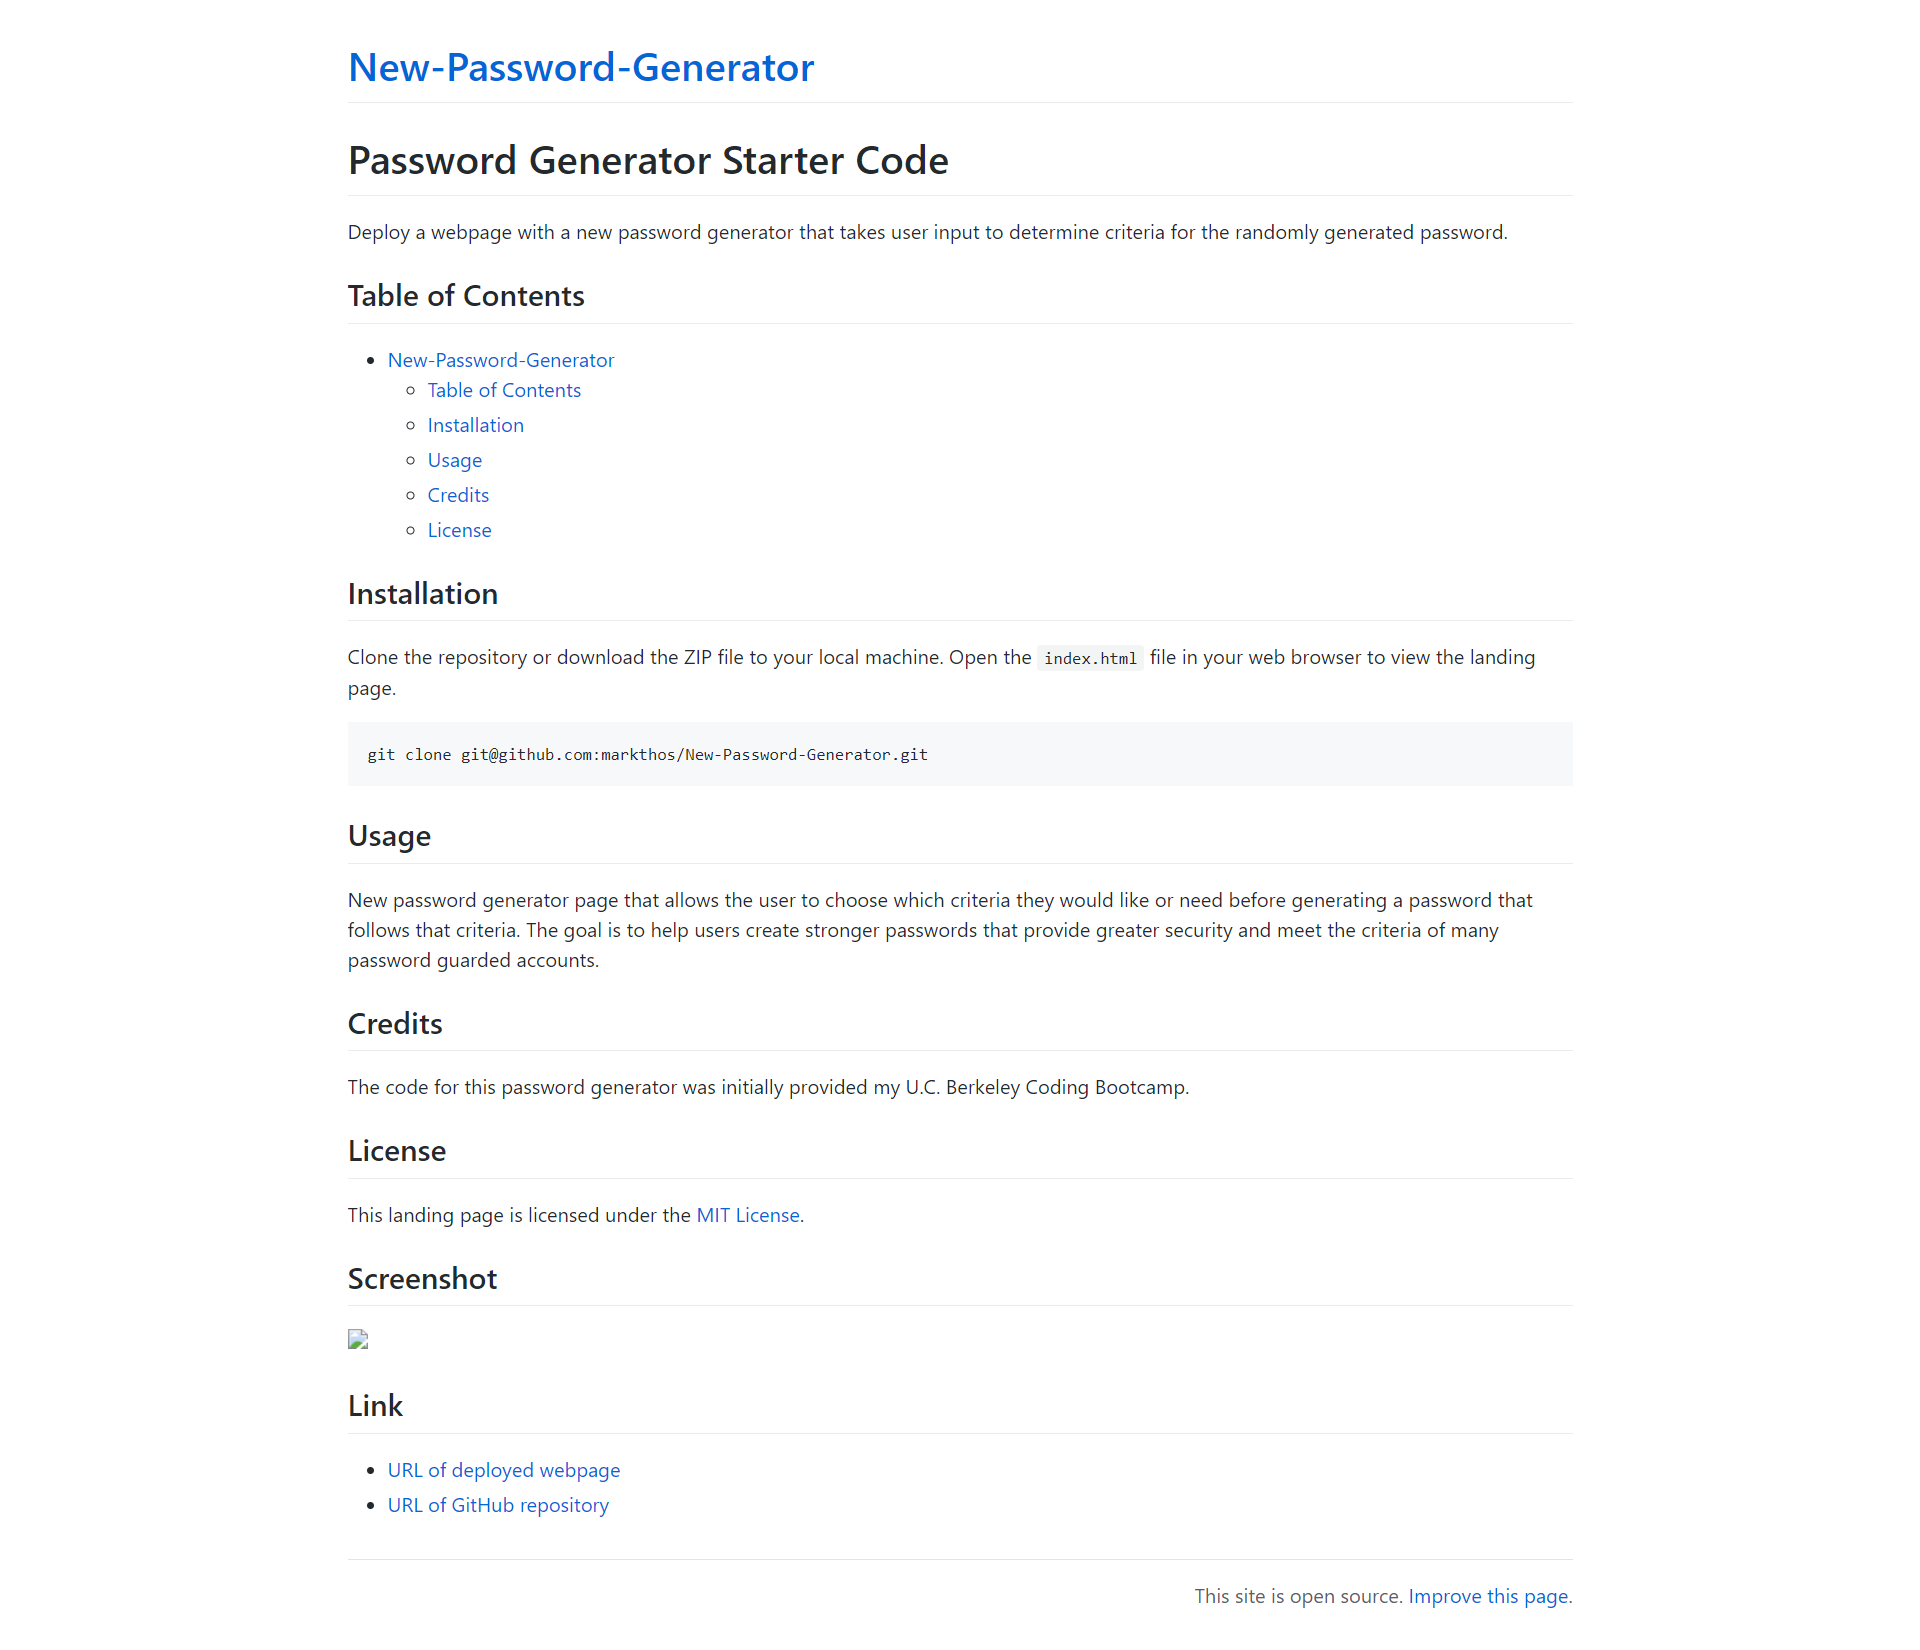 New-Password-Generator
Password Generator Starter Code
Deploy a webpage with a new password generator that takes user input to determine criteria for the randomly generated password.
Table of Contents
New-Password-Generator
Table of Contents
Installation
Usage
Credits
License
Installation
Clone the repository or download the ZIP file to your local machine. Open the index.html file in your web browser to view the landing
page.
git clone git@github.com:markthos/New-Password-Generator.git
Usage
New password generator page that allows the user to choose which criteria they would like or need before generating a password that
follows that criteria. The goal is to help users create stronger passwords that provide greater security and meet the criteria of many
password guarded accounts.
Credits
The code for this password generator was initially provided my U.C. Berkeley Coding Bootcamp.
License
This landing page is licensed under the MIT License.
Screenshot
Link
URL of deployed webpage
URL of GitHub repository
This site is open source. Improve this page.